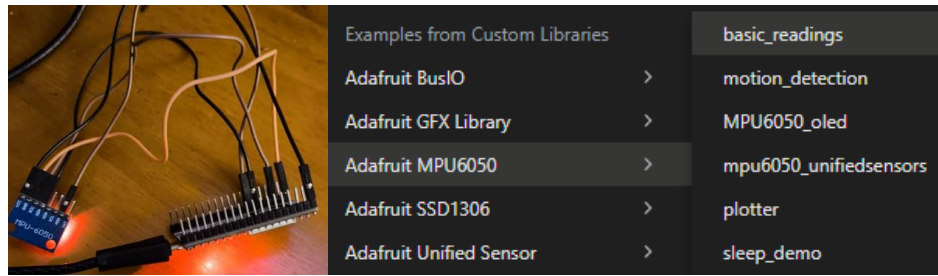 MPU-6050
Examples from Custom Libraries
Adafruit BusIO
Adafruit GFX Library
Adafruit MPU6050
Adafruit SSD1306
Adafruit Unified Sensor
basic_readings
motion_detection
MPU6050_oled
mpu6050_unifiedsensors
plotter
sleep_demo